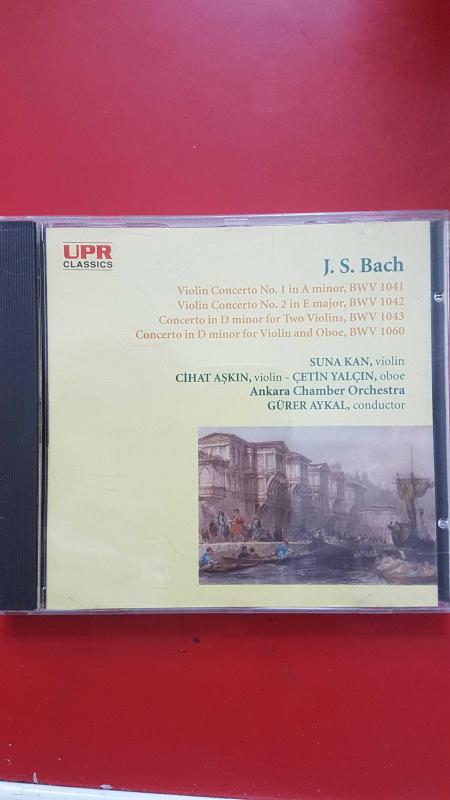 UPR
CLASSICS
J. S. Bach
Violin Concerto No. 1 in A minor, BWV 1041
Violin Concerto No. 2 in E major, BWV 1042
Concerto in D minor for Two Violins, BWV 1043
Concerto in D minor for Violin and Oboe, BWV 1060
SUNA KAN, violin
CİHAT AŞKIN, violin - ÇETİN YALÇIN, oboe
Ankara Chamber Orchestra
GÜRER AYKAL, conductor